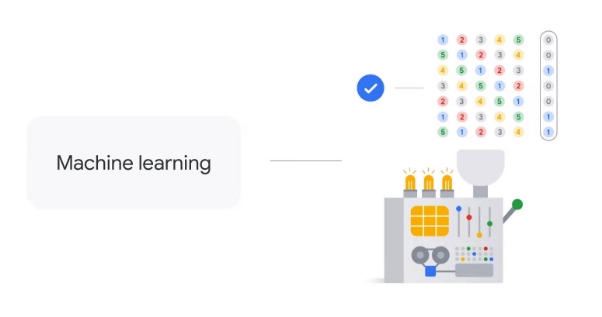 1 2 3 4 5 0
5 1 2 3 4 0
4 5 1 2 3 1
3 4 5 1 2 0
2 3 4 5 1 0
1 2 3 4 5 1
5 1 2 3 4 1
Machine learning